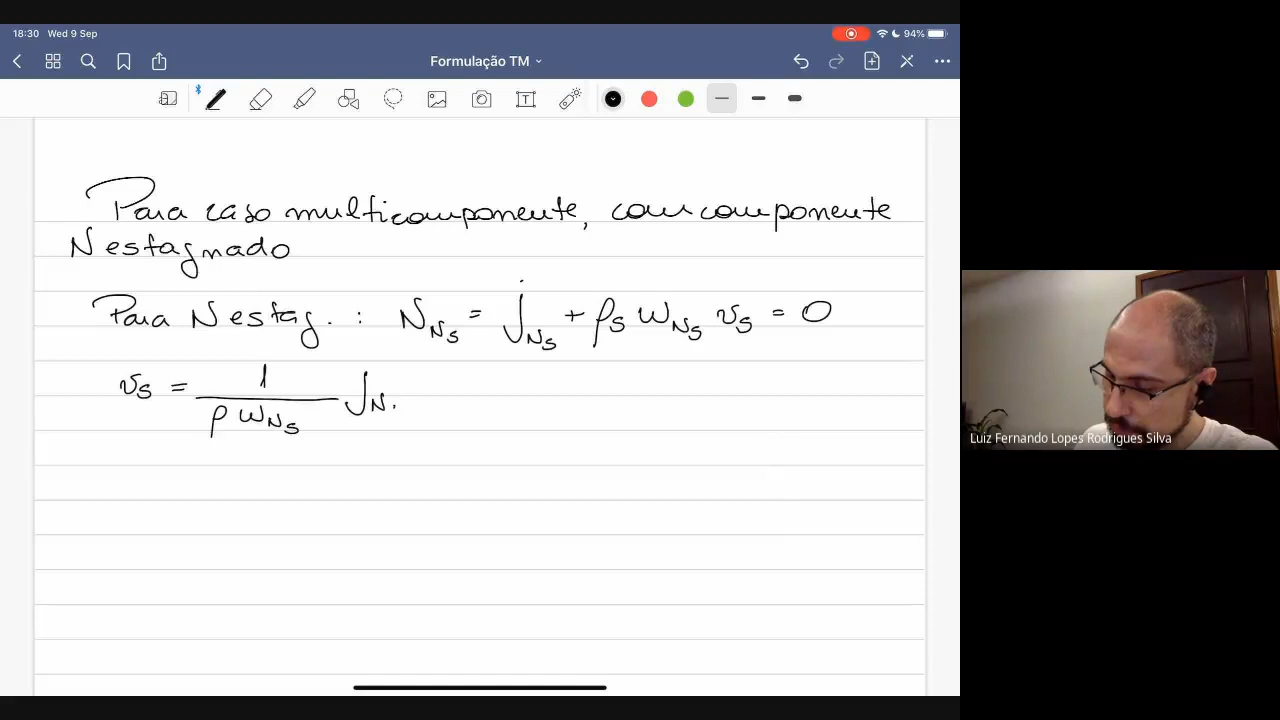 18:30 Wed 9 Sep 94%
Formulação TM
Para caso multicomponente, com componente
N estagnado
Para N estag. : N_{N_S} = j_{N_S} + ρ_S ω_{N_S} v_S = 0
v_S = 1 / (ρ ω_{N_S}) j_{N.}
Luiz Fernando Lopes Rodrigues Silva